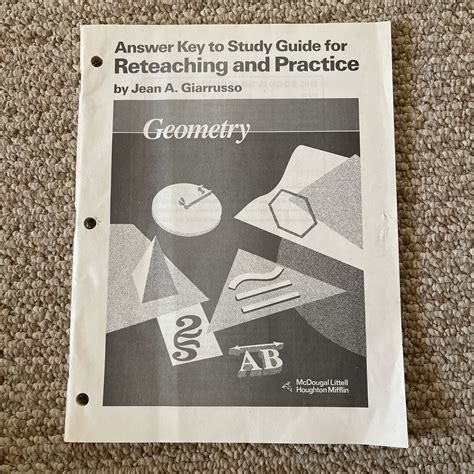 Answer Key to Study Guide for
Reteaching and Practice
by Jean A. Giarrusso
Geometry
AB
McDougal Littell
Houghton Mifflin